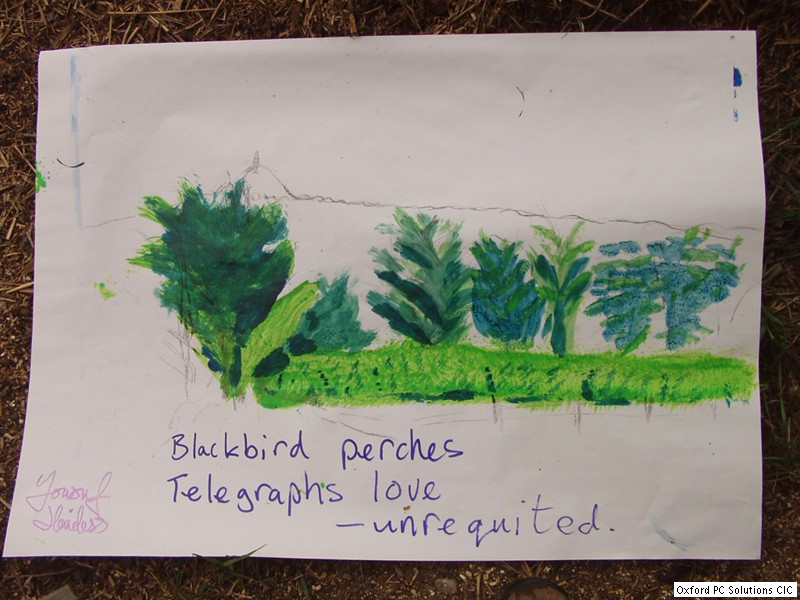 Blackbird perches
Telegraphs love
—unrequited.
Oxford PC Solutions CIC